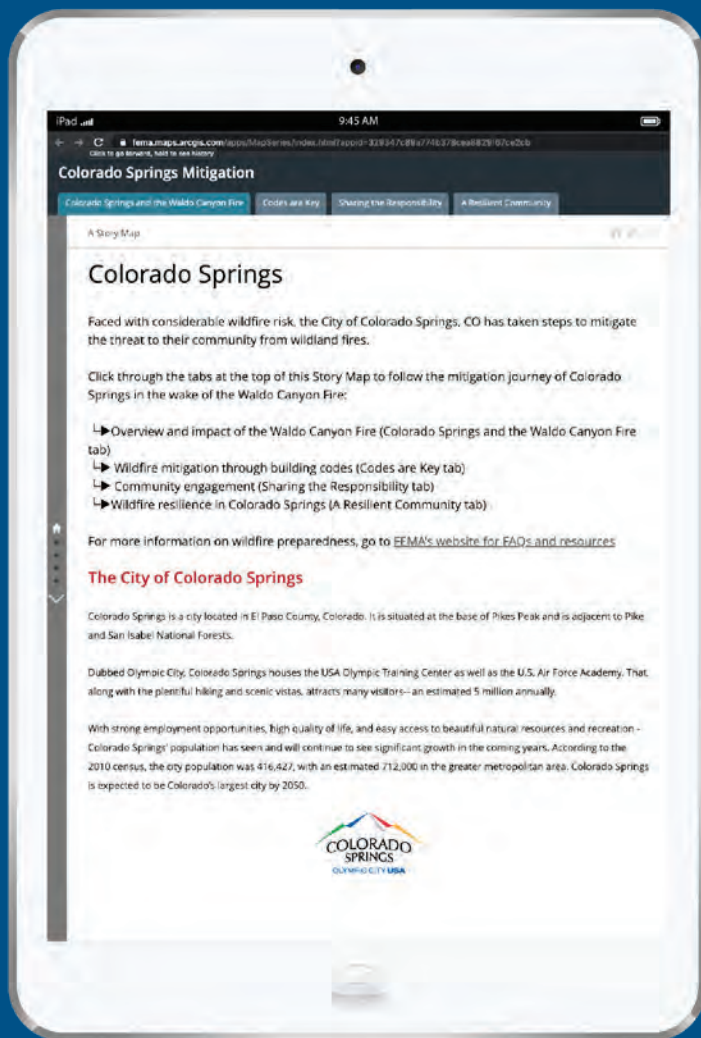 iPad
9:45 AM
fema.maps.arcgis.com/apps/MapSeries/index.html?appid=
Click to go forward, hold to see history
Colorado Springs Mitigation
Colorado Springs and the Waldo Canyon Fire
Codes are Key
Sharing the Responsibility
A Resilient Community
A Story Map
Colorado Springs
Faced with considerable wildfire risk, the City of Colorado Springs, CO has taken steps to mitigate
the threat to their community from wildland fires.
Click through the tabs at the top of this Story Map to follow the mitigation journey of Colorado
Springs in the wake of the Waldo Canyon Fire:
↳Overview and impact of the Waldo Canyon Fire (Colorado Springs and the Waldo Canyon Fire
tab)
↳ Wildfire mitigation through building codes (Codes are Key tab)
↳ Community engagement (Sharing the Responsibility tab)
↳Wildfire resilience in Colorado Springs (A Resilient Community tab)
For more information on wildfire preparedness, go to FEMA's website for FAQs and resources
The City of Colorado Springs
Colorado Springs is a city located in El Paso County, Colorado. It is situated at the base of Pikes Peak and is adjacent to Pike
and San Isabel National Forests.
Dubbed Olympic City, Colorado Springs houses the USA Olympic Training Center as well as the U.S. Air Force Academy. That,
along with the plentiful hiking and scenic vistas, attracts many visitors-- an estimated 5 million annually.
With strong employment opportunities, high quality of life, and easy access to beautiful natural resources and recreation -
Colorado Springs' population has seen and will continue to see significant growth in the coming years. According to the
2010 census, the city population was 416,427, with an estimated 712,000 in the greater metropolitan area. Colorado Springs
is expected to be Colorado's largest city by 2050.
COLORADO
SPRINGS
OLYMPIC CITY USA